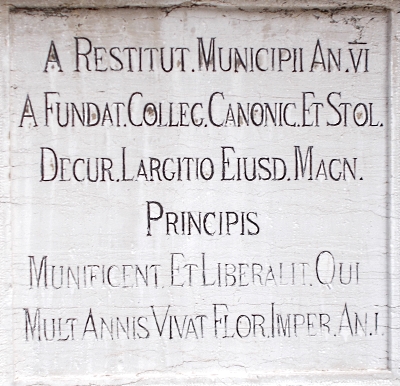 A RESTITUT. MUNICIPII AN. V̅I̅
A FUNDAT. COLLEG. CANONIC. ET STOL.
DECUR. LARGITIO EIUSD. MAGN.
PRINCIPIS
MUNIFICENT. ET LIBERALIT. QUI
MULT ANNIS VIVAT FLOR. IMPER. AN. I̅